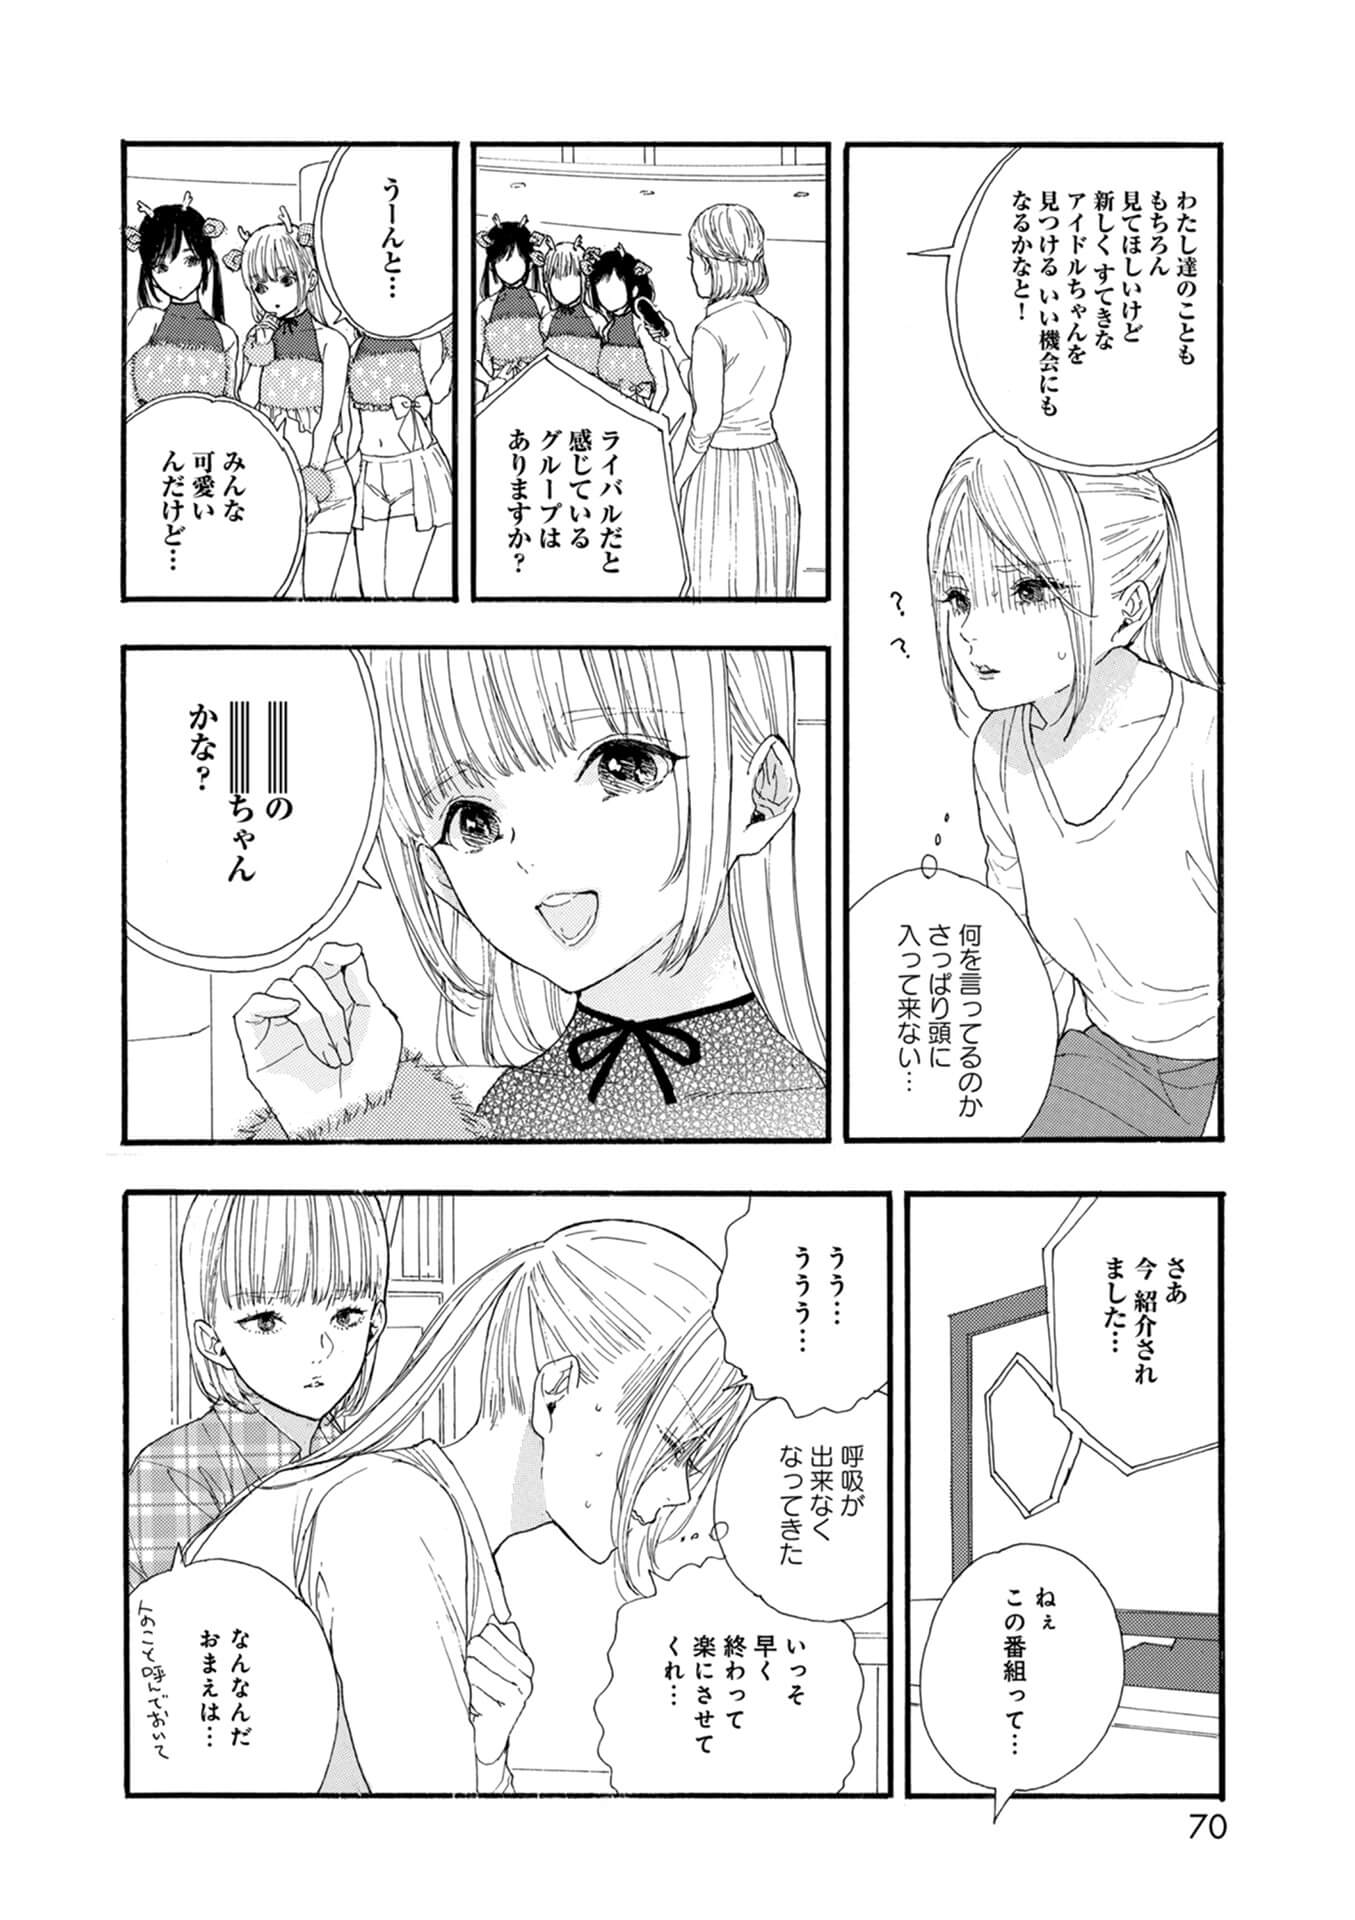 わたし達のことも
もちろん
見てほしいけど
新しくすてきな
アイドルちゃんを
見つける いい機会にも
なるかなと!
?
?
何を言ってるのか
さっぱり頭に
入って来ない…
ライバルだと
感じている
グループは
ありますか?
うーんと…
みんな
可愛い
んだけど…
の
ちゃん
かな?
さあ
今 紹介され
ました…
ねぇ
この番組って…
うう…
ううう…
呼吸が
出来なく
なってきた
いっそ
早く
終わって
楽にさせて
くれ…
なんなんだ
おまえは…
人のこと呼んでおいて
70